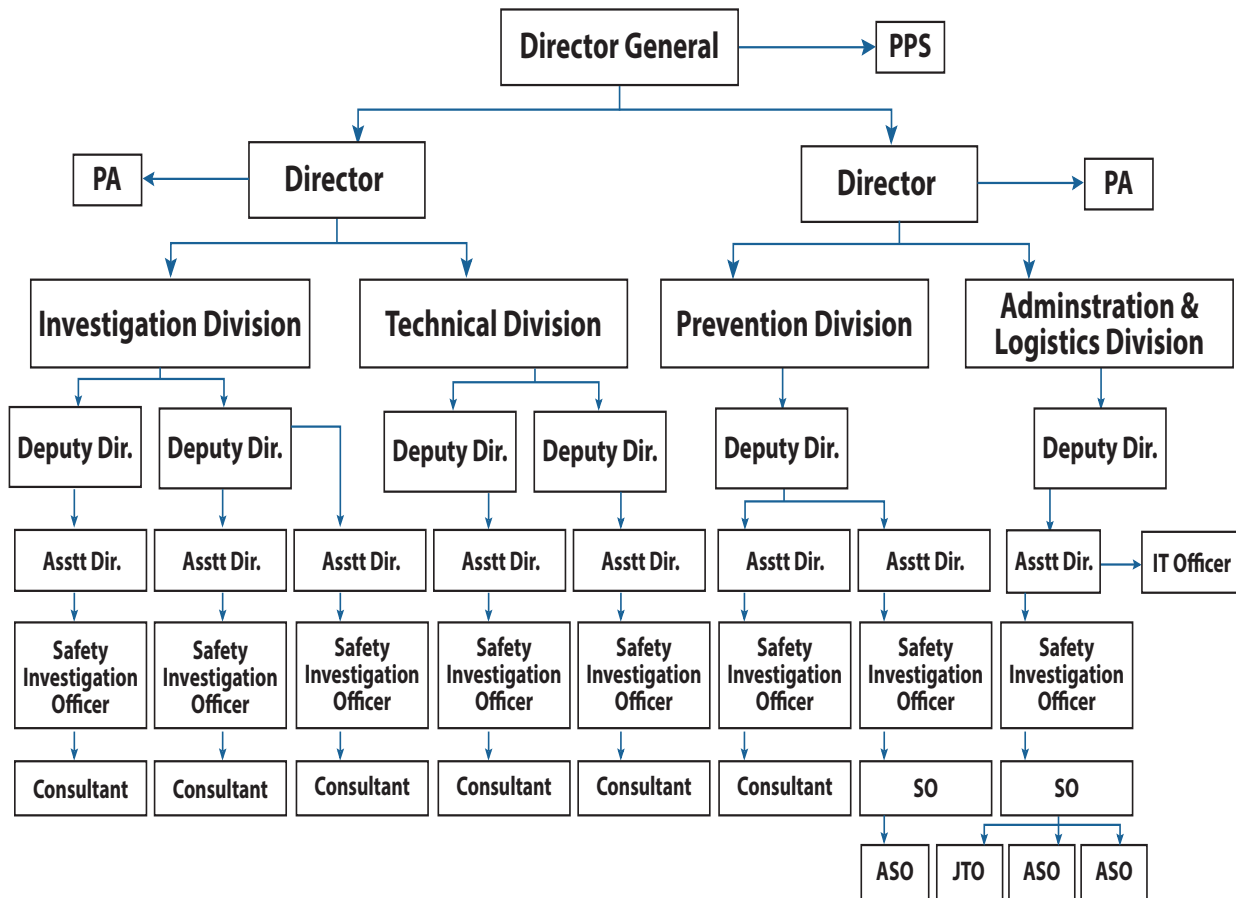 Director General
PPS
PA
Director
Director
PA
Investigation Division
Technical Division
Prevention Division
Adminstration &
Logistics Division
Deputy Dir.
Deputy Dir.
Deputy Dir.
Deputy Dir.
Deputy Dir.
Deputy Dir.
Asstt Dir.
Asstt Dir.
Asstt Dir.
Asstt Dir.
Asstt Dir.
Asstt Dir.
Asstt Dir.
Asstt Dir.
IT Officer
Safety
Investigation
Officer
Safety
Investigation
Officer
Safety
Investigation
Officer
Safety
Investigation
Officer
Safety
Investigation
Officer
Safety
Investigation
Officer
Safety
Investigation
Officer
Safety
Investigation
Officer
Consultant
Consultant
Consultant
Consultant
Consultant
Consultant
SO
SO
ASO
JTO
ASO
ASO